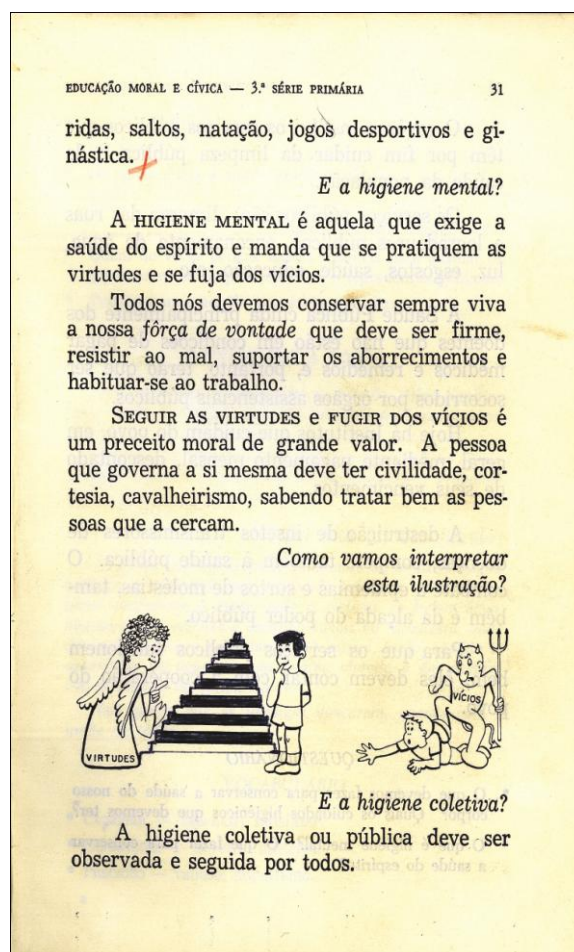 EDUCAÇÃO MORAL E CÍVICA — 3.ª SÉRIE PRIMÁRIA 31
ridas, saltos, natação, jogos desportivos e gi-
nástica.
E a higiene mental?
A HIGIENE MENTAL é aquela que exige a
saúde do espírito e manda que se pratiquem as
virtudes e se fuja dos vícios.
Todos nós devemos conservar sempre viva
a nossa fôrça de vontade que deve ser firme,
resistir ao mal, suportar os aborrecimentos e
habituar-se ao trabalho.
SEGUIR AS VIRTUDES e FUGIR DOS VÍCIOS é
um preceito moral de grande valor. A pessoa
que governa a si mesma deve ter civilidade, cor-
tesia, cavalheirismo, sabendo tratar bem as pes-
soas que a cercam.
Como vamos interpretar
esta ilustração?
VÍCIOS
VIRTUDES
E a higiene coletiva?
A higiene coletiva ou pública deve ser
observada e seguida por todos.